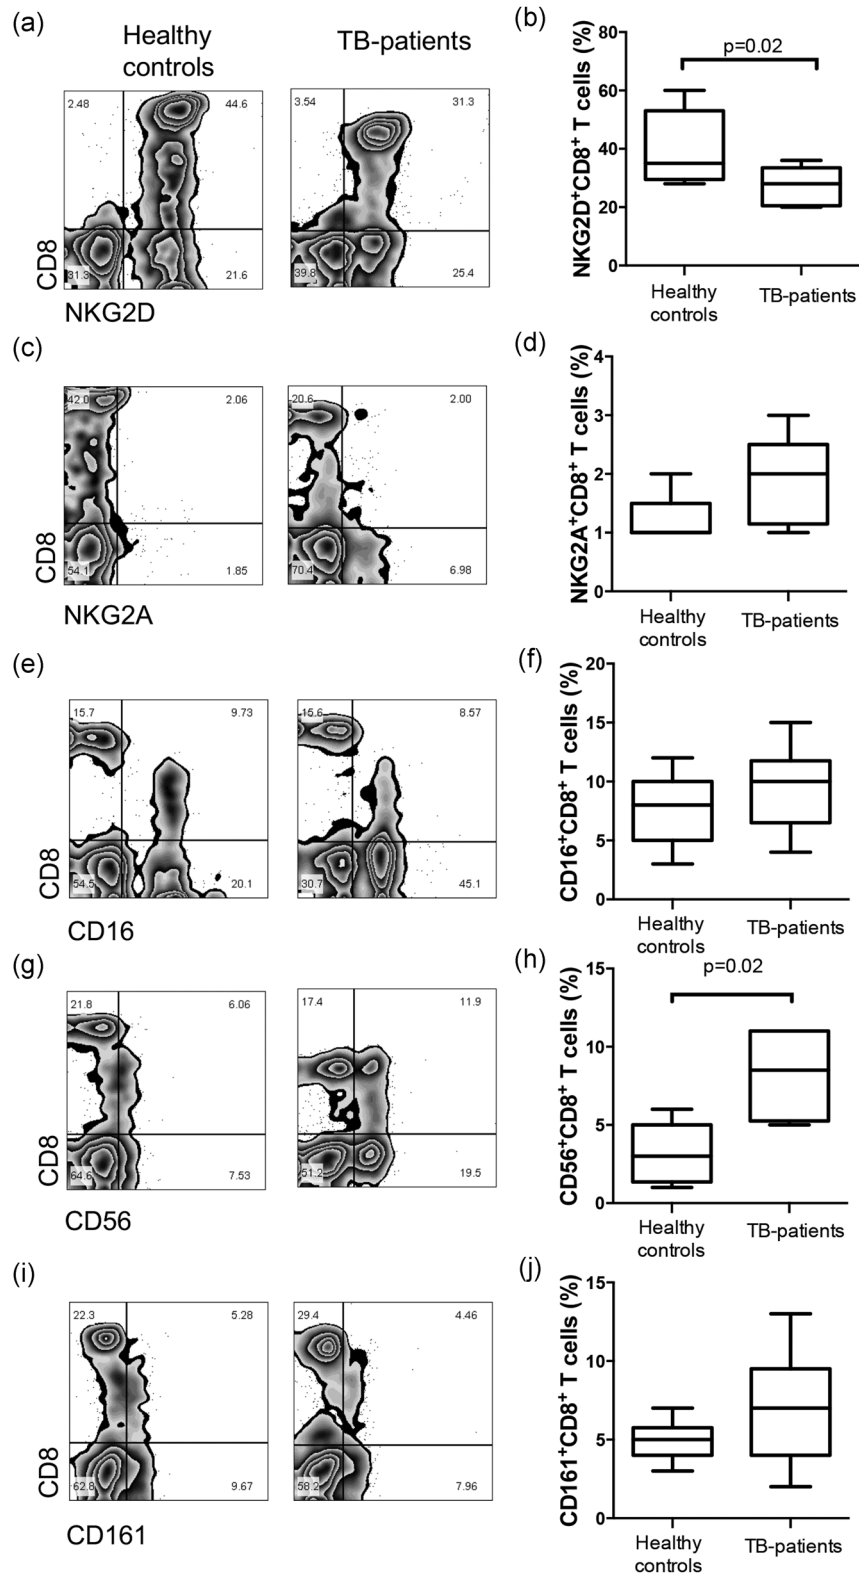 (a)
Healthy
controls
TB-patients
2.48
44.6
31.3
21.6
3.54
31.3
39.8
25.4
CD8
NKG2D
(b)
p=0.02
NKG2D+CD8+ T cells (%)
80
60
40
20
0
Healthy
controls
TB-patients
(c)
42.0
2.06
54.1
1.85
20.6
2.00
70.4
6.98
CD8
NKG2A
(d)
NKG2A+CD8+ T cells (%)
4
3
2
1
0
Healthy
controls
TB-patients
(e)
15.7
9.73
54.5
20.1
15.6
8.57
30.7
45.1
CD8
CD16
(f)
CD16+CD8+ T cells (%)
20
15
10
5
0
Healthy
controls
TB-patients
(g)
21.8
6.06
64.6
7.53
17.4
11.9
51.2
19.5
CD8
CD56
(h)
p=0.02
CD56+CD8+ T cells (%)
15
10
5
0
Healthy
controls
TB-patients
(i)
22.3
5.28
62.8
9.67
29.4
4.46
58.2
7.96
CD8
CD161
(j)
CD161+CD8+ T cells (%)
15
10
5
0
Healthy
controls
TB-patients